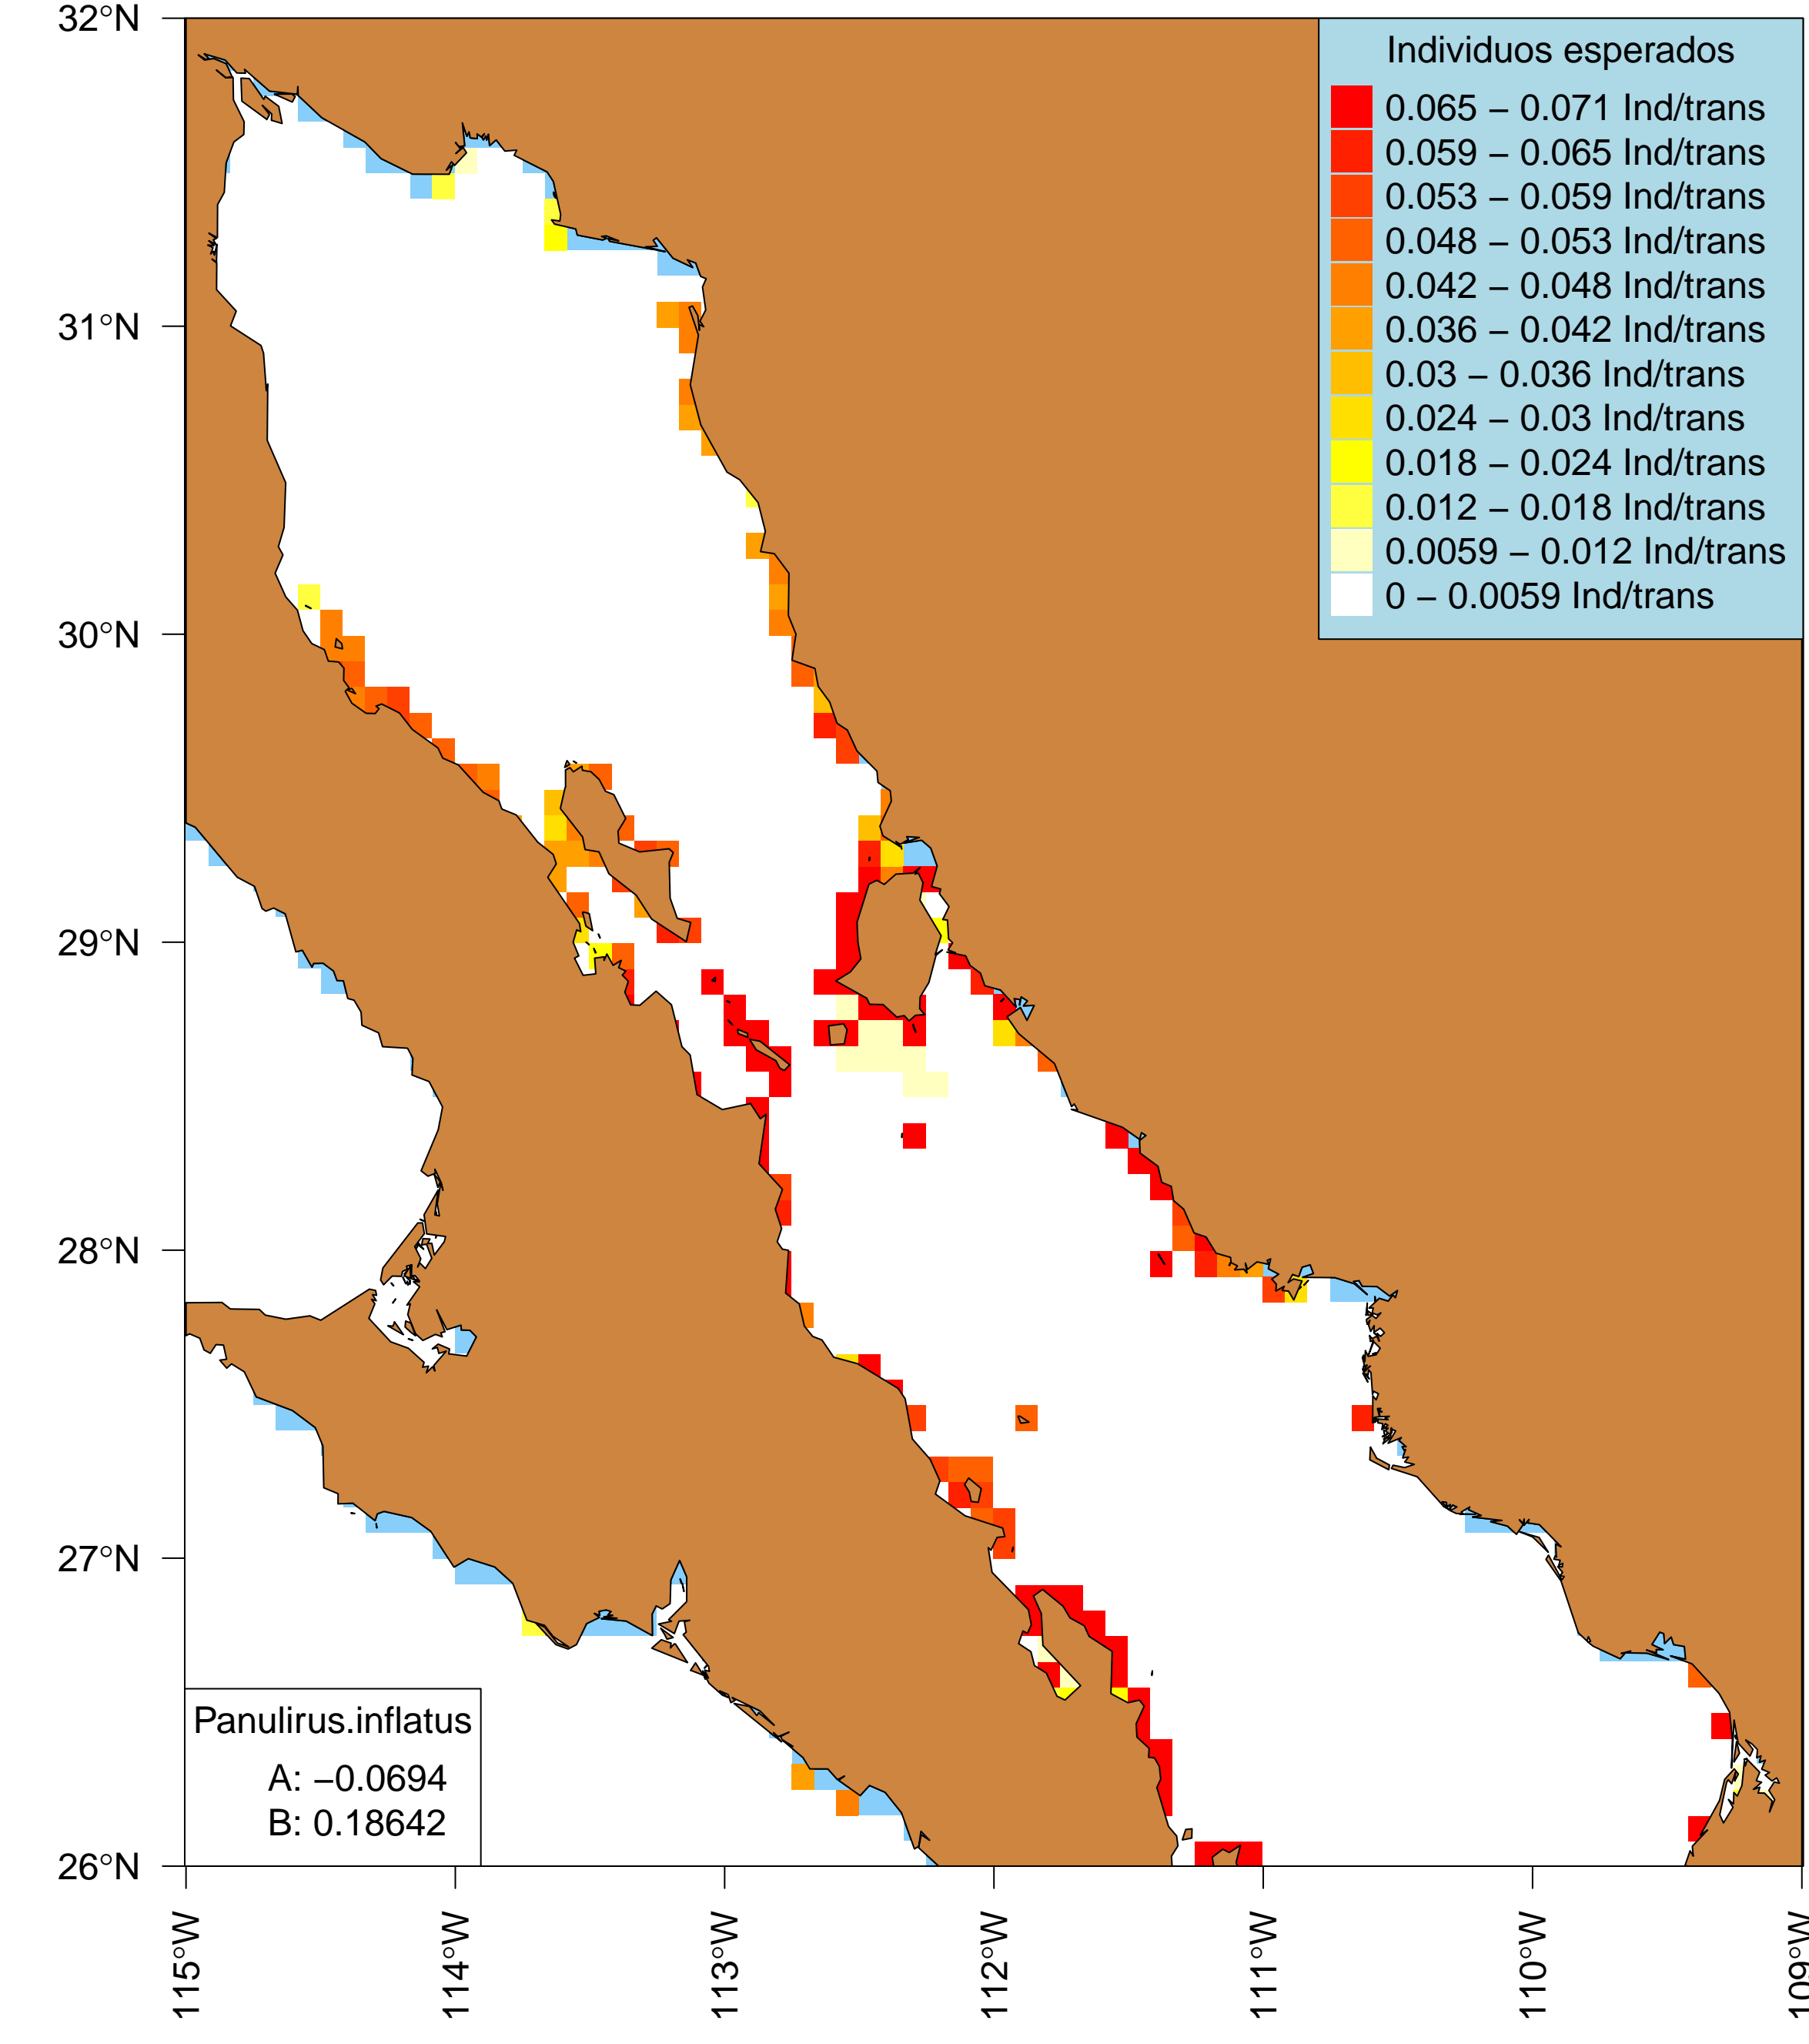 32°N
31°N
30°N
29°N
28°N
27°N
26°N
Individuos esperados
0.065 − 0.071 Ind/trans
0.059 − 0.065 Ind/trans
0.053 − 0.059 Ind/trans
0.048 − 0.053 Ind/trans
0.042 − 0.048 Ind/trans
0.036 − 0.042 Ind/trans
0.03 − 0.036 Ind/trans
0.024 − 0.03 Ind/trans
0.018 − 0.024 Ind/trans
0.012 − 0.018 Ind/trans
0.0059 − 0.012 Ind/trans
0 − 0.0059 Ind/trans
Panulirus.inflatus
A: −0.0694
B: 0.18642
115°W
114°W
113°W
112°W
111°W
110°W
109°W